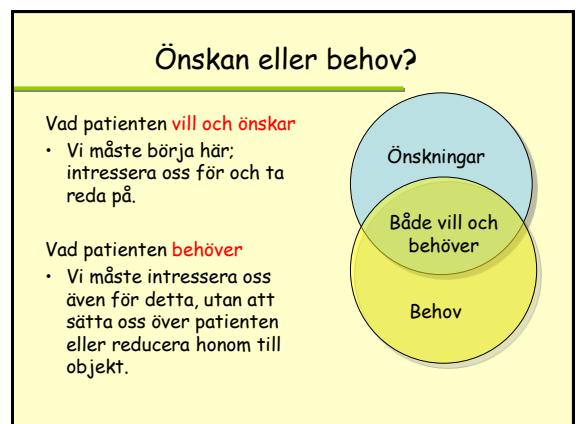 Önskan eller behov?
Vad patienten vill och önskar
• Vi måste börja här;
intressera oss för och ta
reda på.
Vad patienten behöver
• Vi måste intressera oss
även för detta, utan att
sätta oss över patienten
eller reducera honom till
objekt.
Önskningar
Både vill och
behöver
Behov